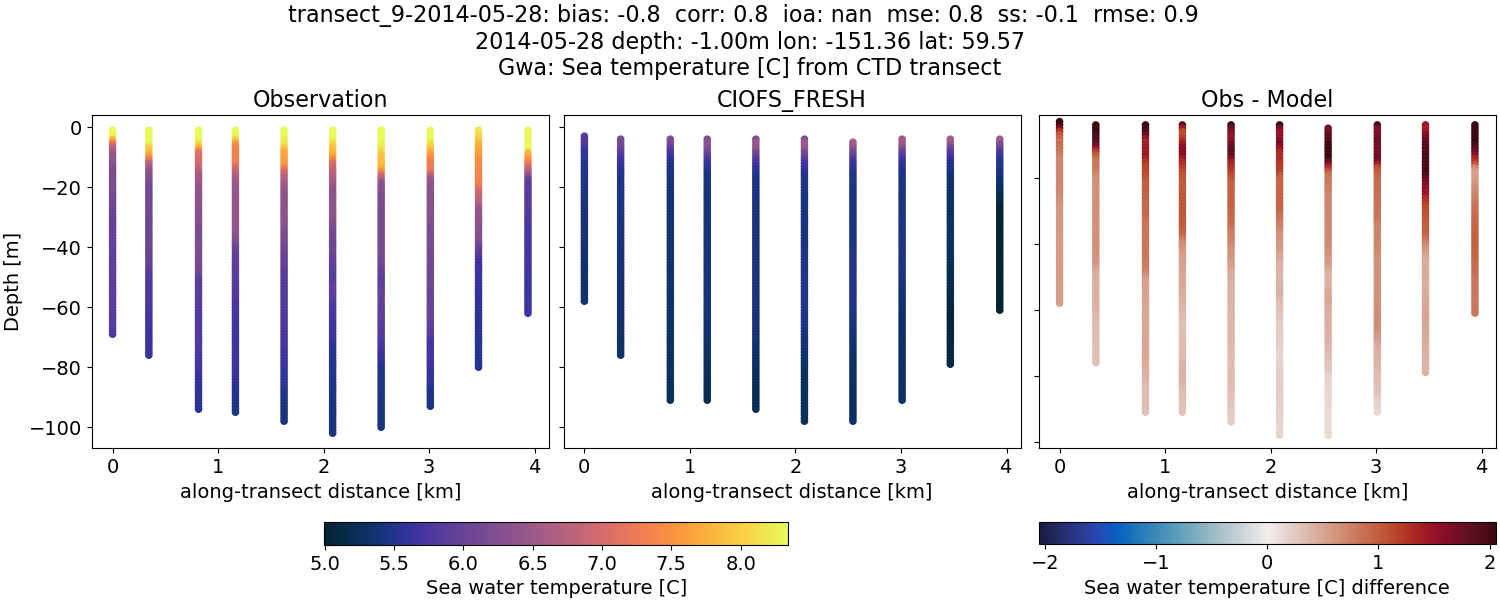 transect_9-2014-05-28: bias: -0.8  corr: 0.8  ioa: nan  mse: 0.8  ss: -0.1  rmse: 0.9
2014-05-28 depth: -1.00m lon: -151.36 lat: 59.57
Gwa: Sea temperature [C] from CTD transect
Observation
CIOFS_FRESH
Obs - Model
Depth [m]
0
−20
−40
−60
−80
−100
0 1 2 3 4
0 1 2 3 4
0 1 2 3 4
along-transect distance [km]
along-transect distance [km]
along-transect distance [km]
5.0 5.5 6.0 6.5 7.0 7.5 8.0
Sea water temperature [C]
−2 −1 0 1 2
Sea water temperature [C] difference